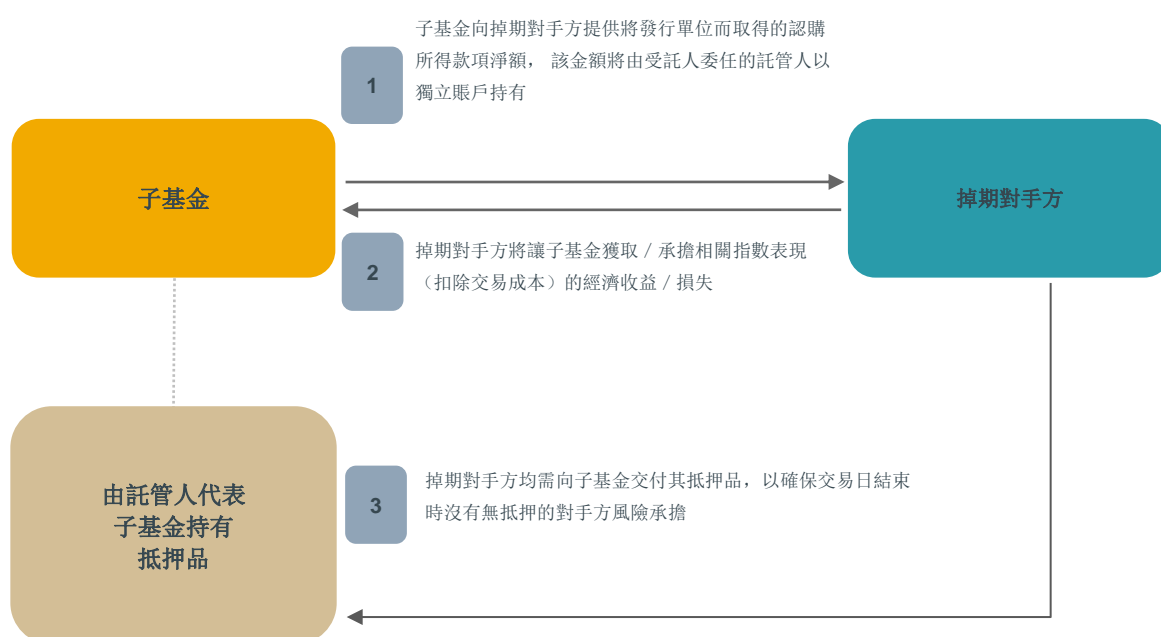 子基金向掉期對手方提供將發行單位而取得的認購
所得款項淨額， 該金額將由受託人委任的託管人以
獨立賬戶持有
1
子基金
掉期對手方
2
掉期對手方將讓子基金獲取 / 承擔相關指數表現
（扣除交易成本）的經濟收益 / 損失
由託管人代表
子基金持有
抵押品
3
掉期對手方均需向子基金交付其抵押品，以確保交易日結束
時沒有無抵押的對手方風險承擔